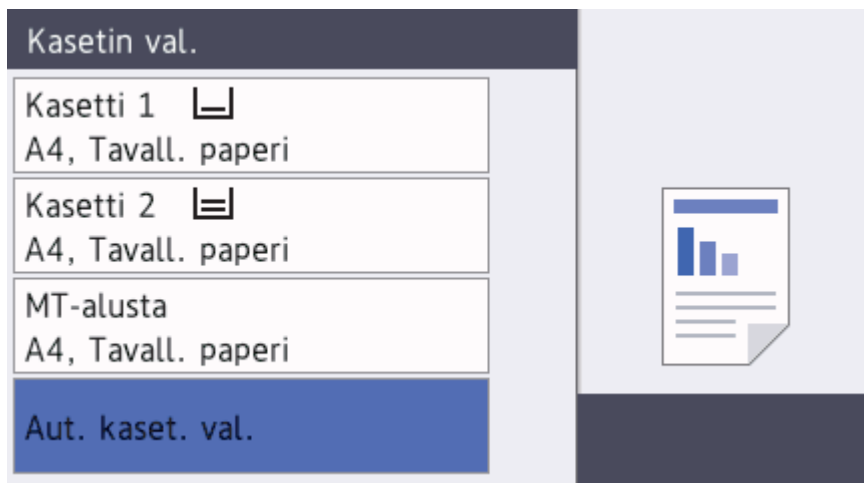 Kasetin val.
Kasetti 1
A4, Tavall. paperi
Kasetti 2
A4, Tavall. paperi
MT-alusta
A4, Tavall. paperi
Aut. kaset. val.